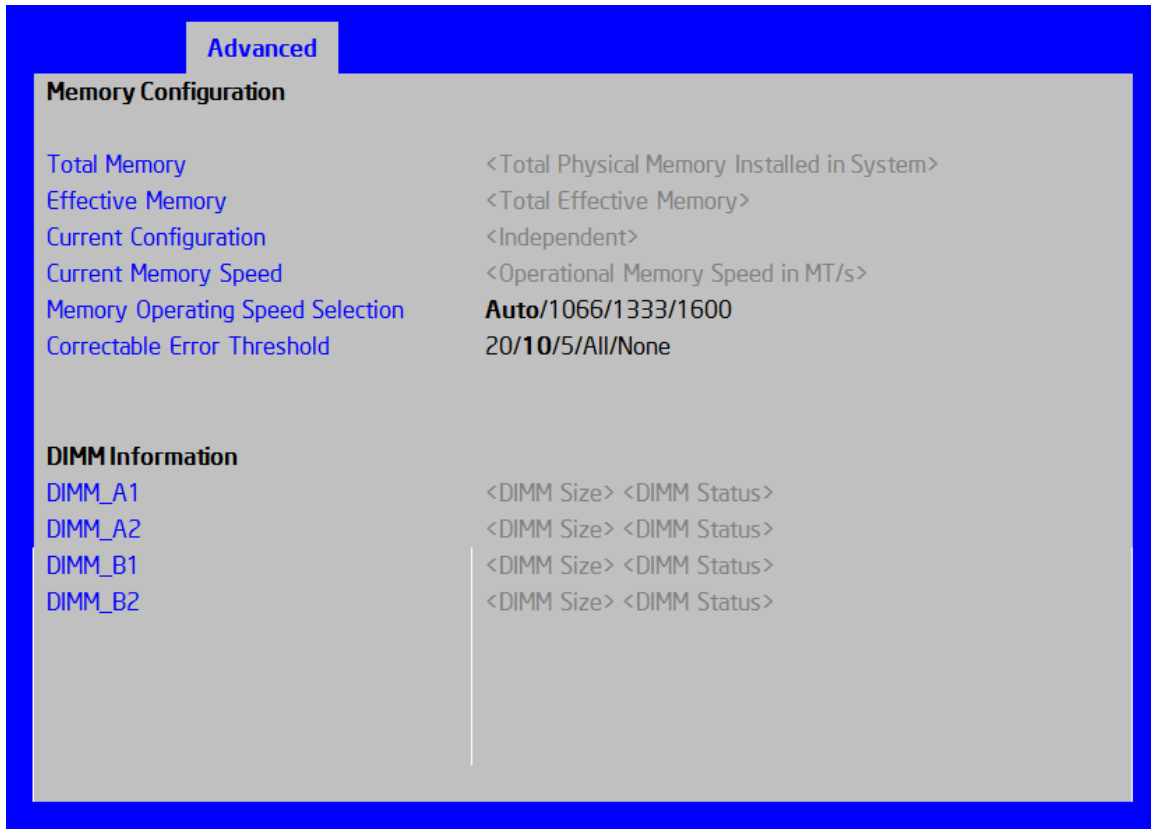 Advanced
Memory Configuration
Total Memory <Total Physical Memory Installed in System>
Effective Memory <Total Effective Memory>
Current Configuration <Independent>
Current Memory Speed <Operational Memory Speed in MT/s>
Memory Operating Speed Selection Auto/1066/1333/1600
Correctable Error Threshold 20/10/5/All/None
DIMM Information
DIMM_A1 <DIMM Size> <DIMM Status>
DIMM_A2 <DIMM Size> <DIMM Status>
DIMM_B1 <DIMM Size> <DIMM Status>
DIMM_B2 <DIMM Size> <DIMM Status>